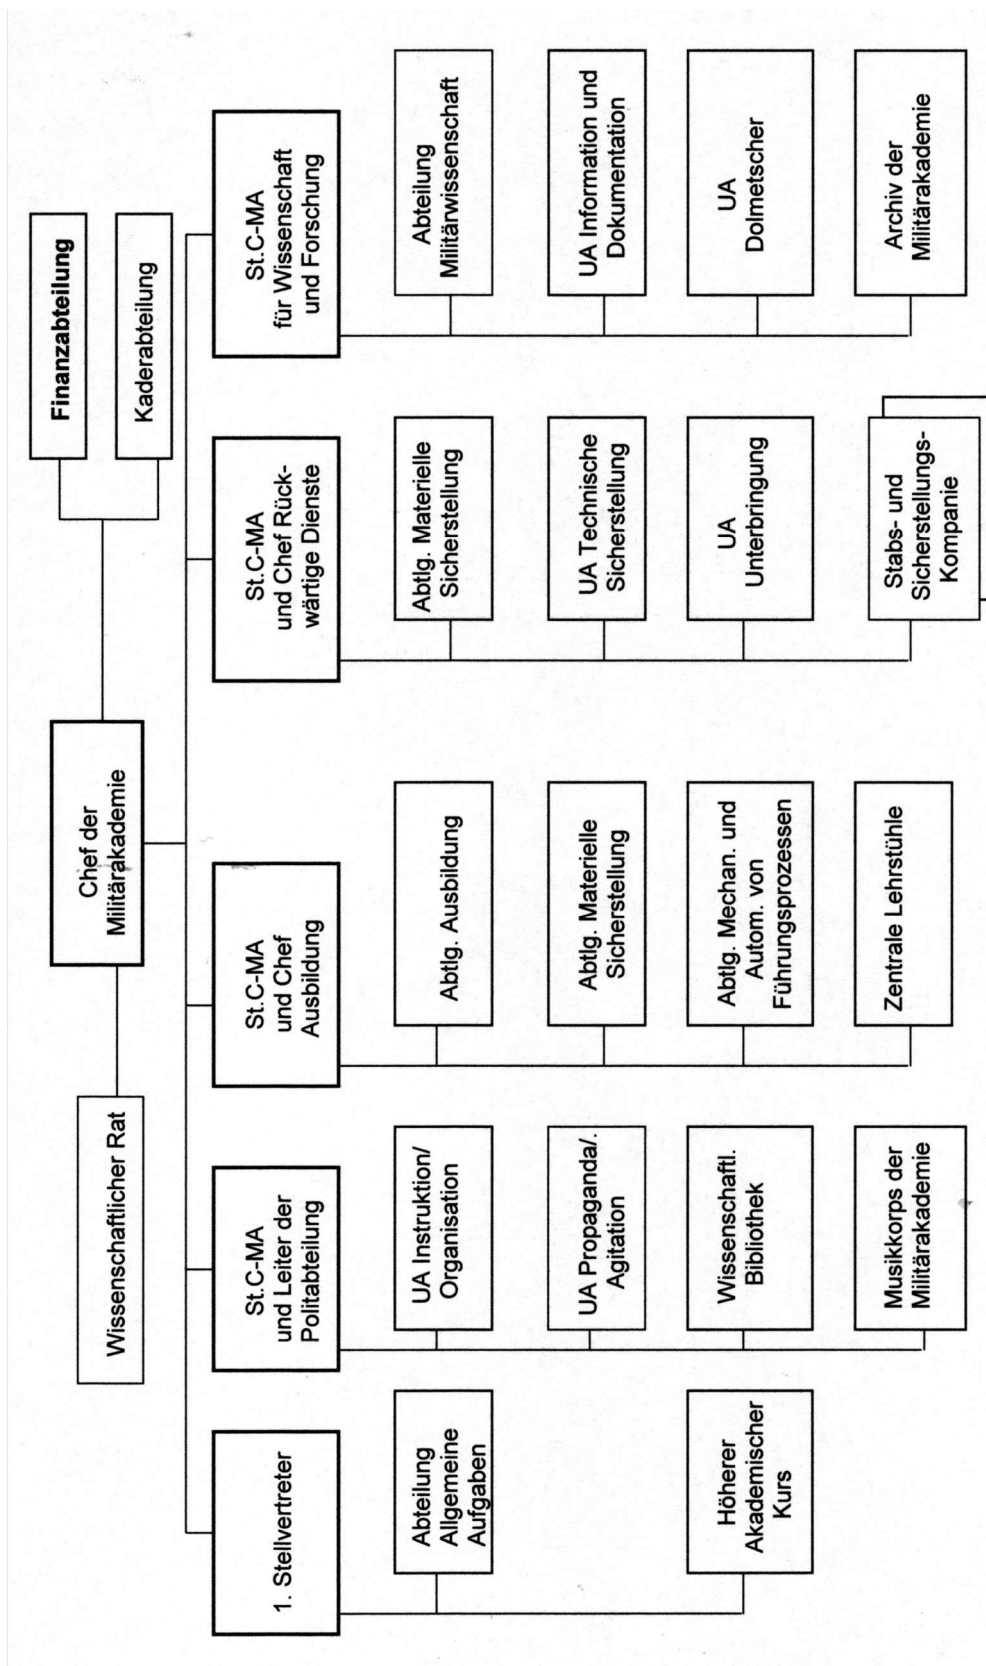 Chef der
Militärakademie
Wissenschaftlicher Rat
Finanzabteilung
Kaderabteilung
1. Stellvertreter
Abteilung
Allgemeine
Aufgaben
Höherer
Akademischer
Kurs
St.C-MA
und Leiter der
Politabteilung
UA Instruktion/
Organisation
UA Propaganda/.
Agitation
Wissenschaftl.
Bibliothek
Musikkorps der
Militärakademie
St.C-MA
und Chef
Ausbildung
Abtlg. Ausbildung
Abtlg. Materielle
Sicherstellung
Abtlg. Mechan. und
Autom. von
Führungsprozessen
Zentrale Lehrstühle
St.C-MA
und Chef Rück-
wärtige Dienste
Abtlg. Materielle
Sicherstellung
UA Technische
Sicherstellung
UA
Unterbringung
Stabs- und
Sicherstellungs-
Kompanie
St.C-MA
für Wissenschaft
und Forschung
Abteilung
Militärwissenschaft
UA Information und
Dokumentation
UA
Dolmetscher
Archiv der
Militärakademie